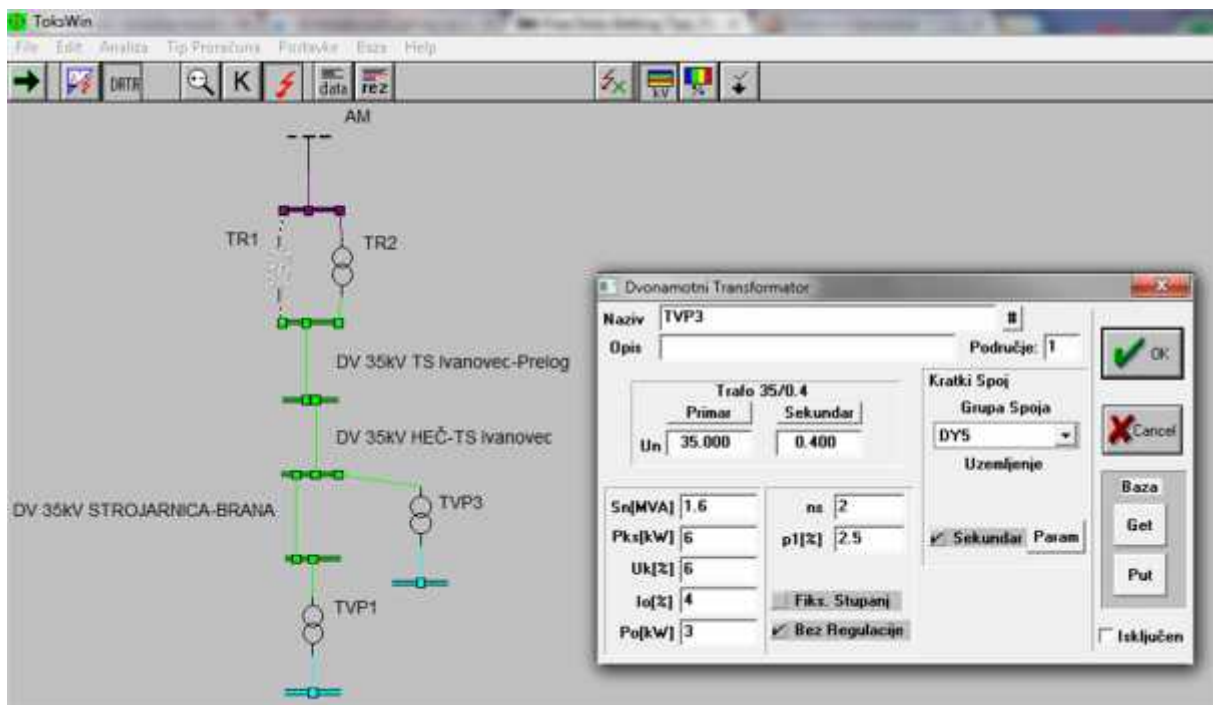 ToksWin
File Edit Analiza Tip Proračuna Postavke Baza Help
DRTR K data rez kV
AM
TR1 TR2
DV 35kV TS Ivanovec-Prelog
DV 35kV HEČ-TS Ivanovec
DV 35kV STROJARNICA-BRANA
TVP3
TVP1
Dvonamotni Transformator
Naziv TVP3 #
Opis Područje: 1
OK
Trafo 35/0.4
Primar Sekundar
Un 35.000 0.400
Kratki Spoj
Grupa Spoja
DY5
Uzemljenje
Sekundar Param
Cancel
Sn[MVA] 1.6
Pks[kW] 6
Uk[%] 6
Io[%] 4
Po[kW] 3
ns 2
p1[%] 2.5
Fiks. Stupanj
Bez Regulacije
Baza
Get
Put
Isključen